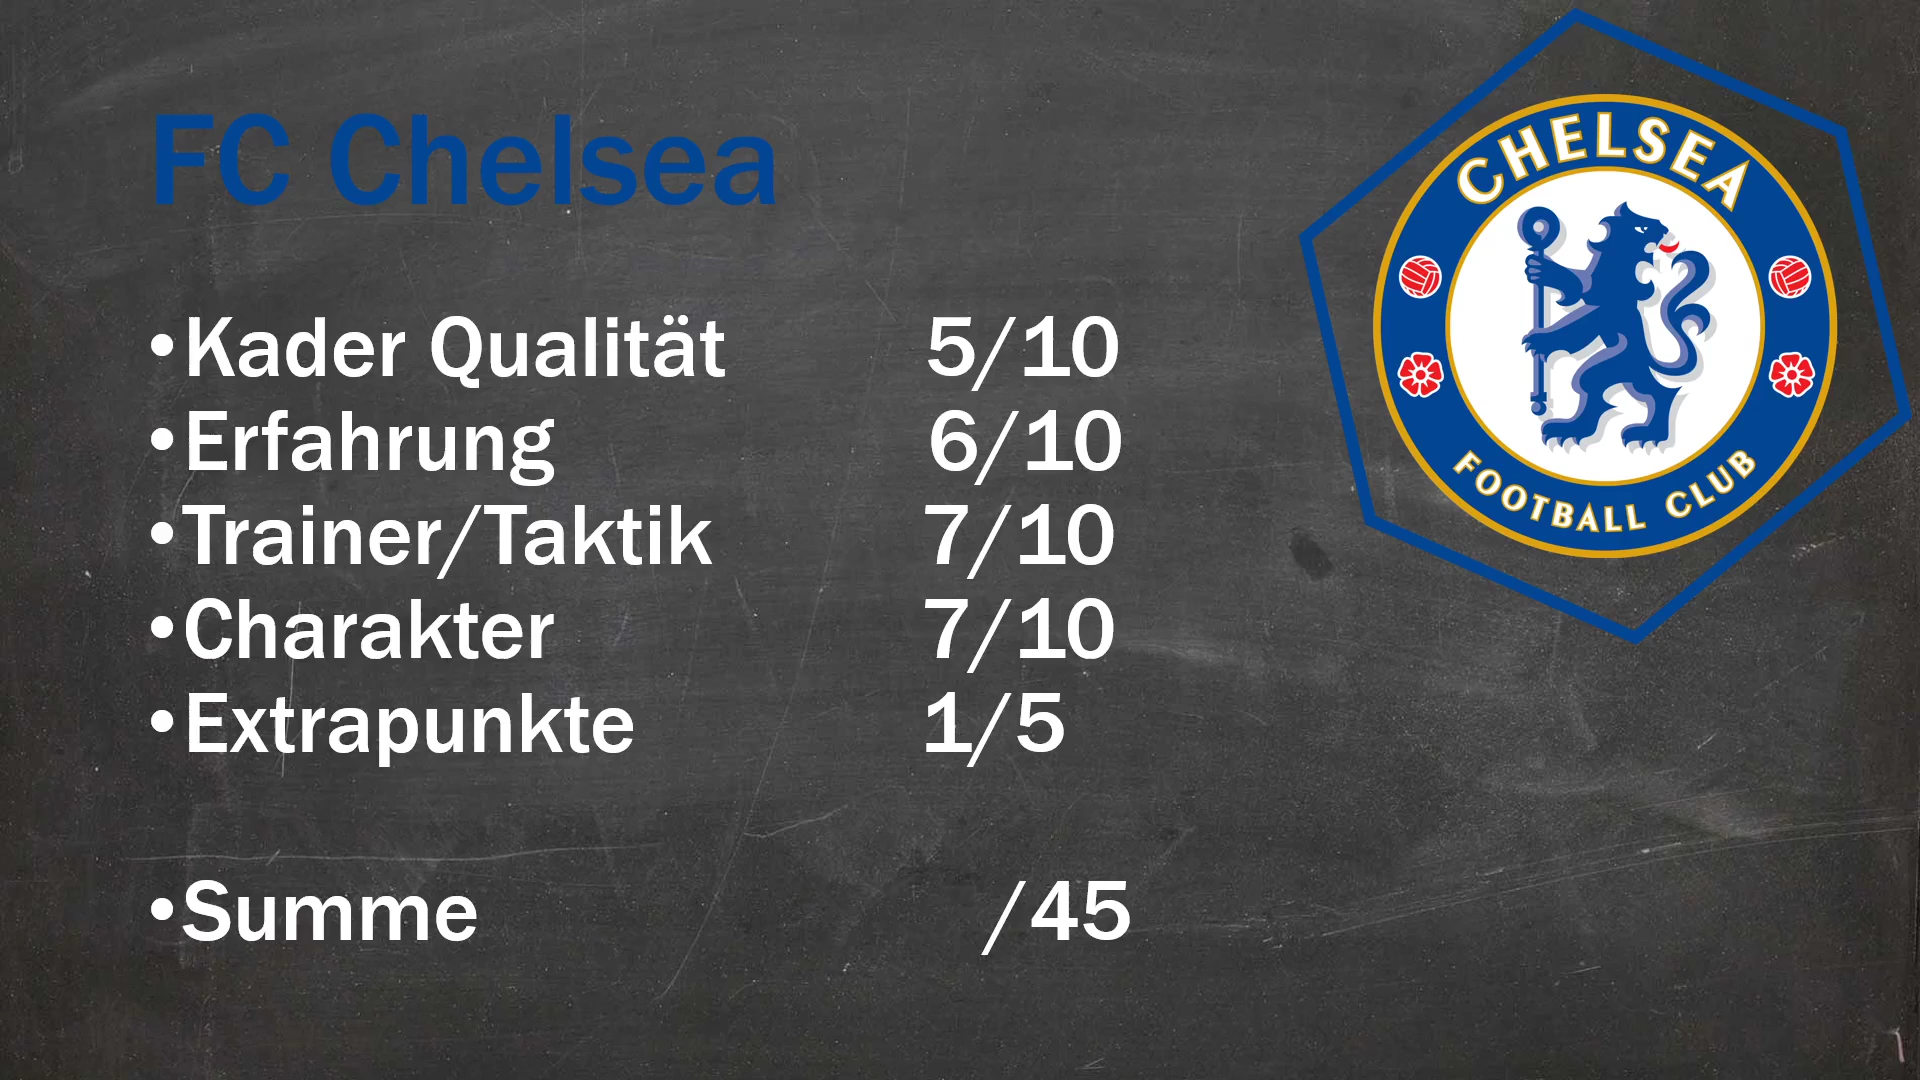 FC Chelsea
CHELSEA
FOOTBALL CLUB
•Kader Qualität 5/10
•Erfahrung 6/10
•Trainer/Taktik 7/10
•Charakter 7/10
•Extrapunkte 1/5
•Summe /45